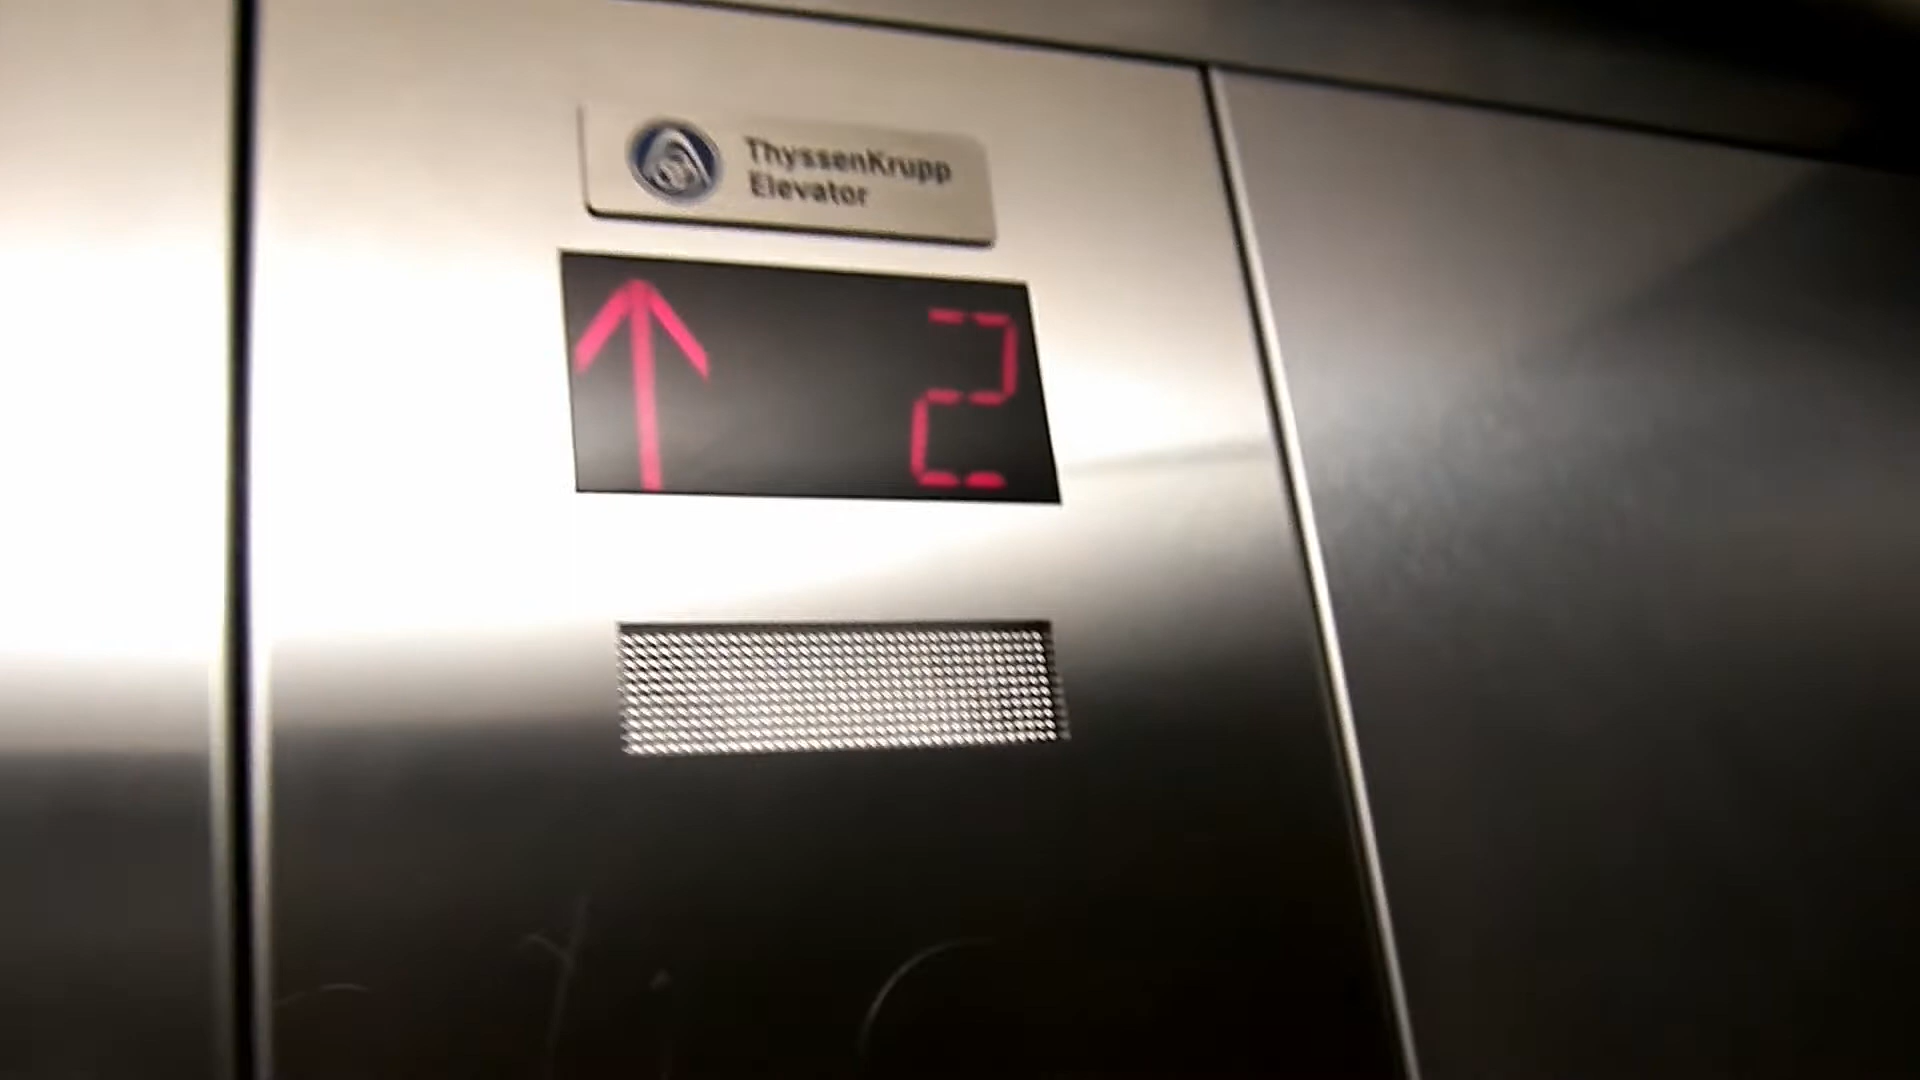 ThyssenKrupp
Elevator
↑ 2